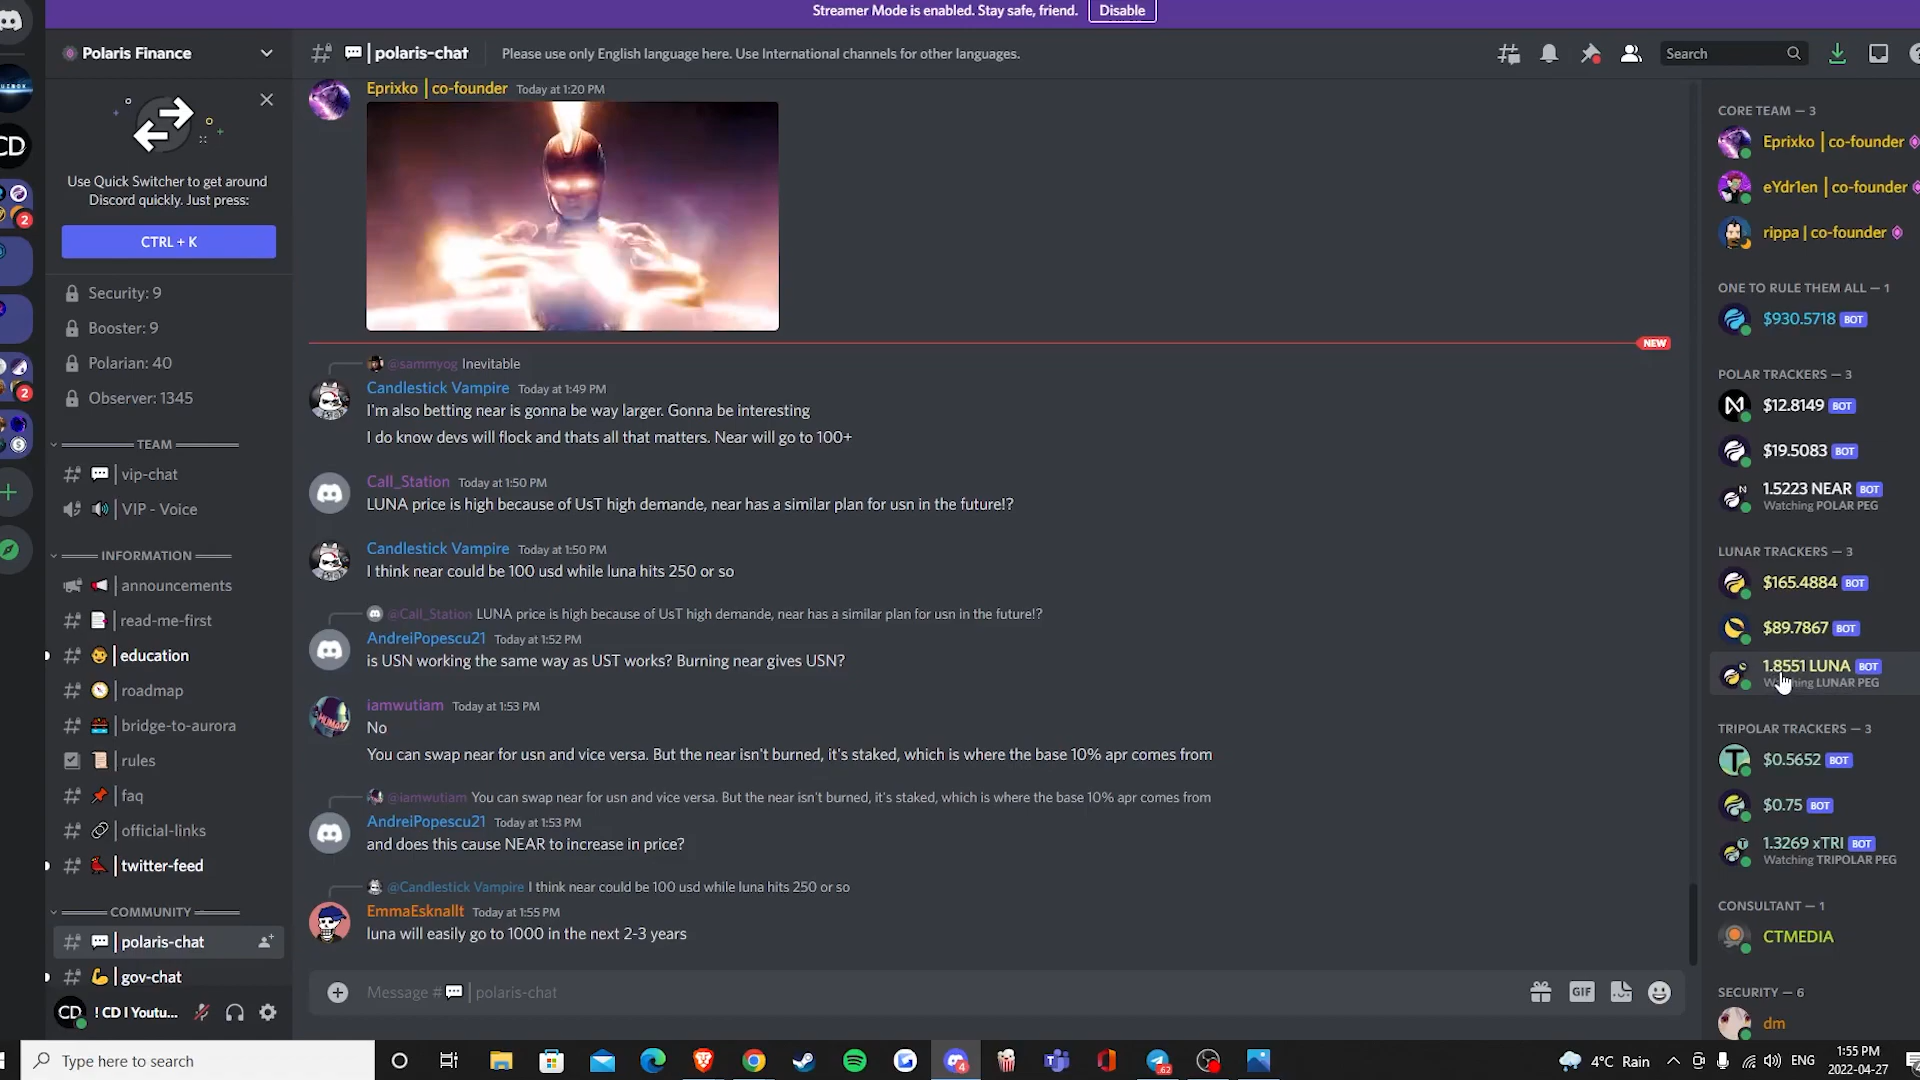 Streamer Mode is enabled. Stay safe, friend.
Disable
Polaris Finance
polaris-chat
Please use only English language here. Use International channels for other languages.
Search
Use Quick Switcher to get around
Discord quickly. Just press:
CTRL + K
Security: 9
Booster: 9
Polarian: 40
Observer: 1345
TEAM
vip-chat
VIP - Voice
INFORMATION
announcements
read-me-first
education
roadmap
bridge-to-aurora
rules
faq
official-links
twitter-feed
COMMUNITY
polaris-chat
gov-chat
CD
! CD I Youtu...
CD
2
2
Eprixko | co-founder Today at 1:20 PM
NEW
@sammyog Inevitable
Candlestick Vampire Today at 1:49 PM
I'm also betting near is gonna be way larger. Gonna be interesting
I do know devs will flock and thats all that matters. Near will go to 100+
Call_Station Today at 1:50 PM
LUNA price is high because of UsT high demande, near has a similar plan for usn in the future!?
Candlestick Vampire Today at 1:50 PM
I think near could be 100 usd while luna hits 250 or so
@Call_Station LUNA price is high because of UsT high demande, near has a similar plan for usn in the future!?
AndreiPopescu21 Today at 1:52 PM
is USN working the same way as UST works? Burning near gives USN?
iamwutiam Today at 1:53 PM
No
You can swap near for usn and vice versa. But the near isn't burned, it's staked, which is where the base 10% apr comes from
@iamwutiam You can swap near for usn and vice versa. But the near isn't burned, it's staked, which is where the base 10% apr comes from
AndreiPopescu21 Today at 1:53 PM
and does this cause NEAR to increase in price?
@Candlestick Vampire I think near could be 100 usd while luna hits 250 or so
EmmaEsknallt Today at 1:55 PM
luna will easily go to 1000 in the next 2-3 years
Message # | polaris-chat
GIF
CORE TEAM — 3
Eprixko | co-founder
eYdr1en | co-founder
rippa | co-founder
ONE TO RULE THEM ALL — 1
$930.5718 BOT
POLAR TRACKERS — 3
$12.8149 BOT
$19.5083 BOT
1.5223 NEAR BOT
Watching POLAR PEG
LUNAR TRACKERS — 3
$165.4884 BOT
$89.7867 BOT
1.8551 LUNA BOT
LUNAR PEG
TRIPOLAR TRACKERS — 3
$0.5652 BOT
$0.75 BOT
1.3269 xTRI BOT
Watching TRIPOLAR PEG
CONSULTANT — 1
CTMEDIA
SECURITY — 6
dm
Type here to search
4
62
4°C Rain
ENG
1:55 PM
2022-04-27